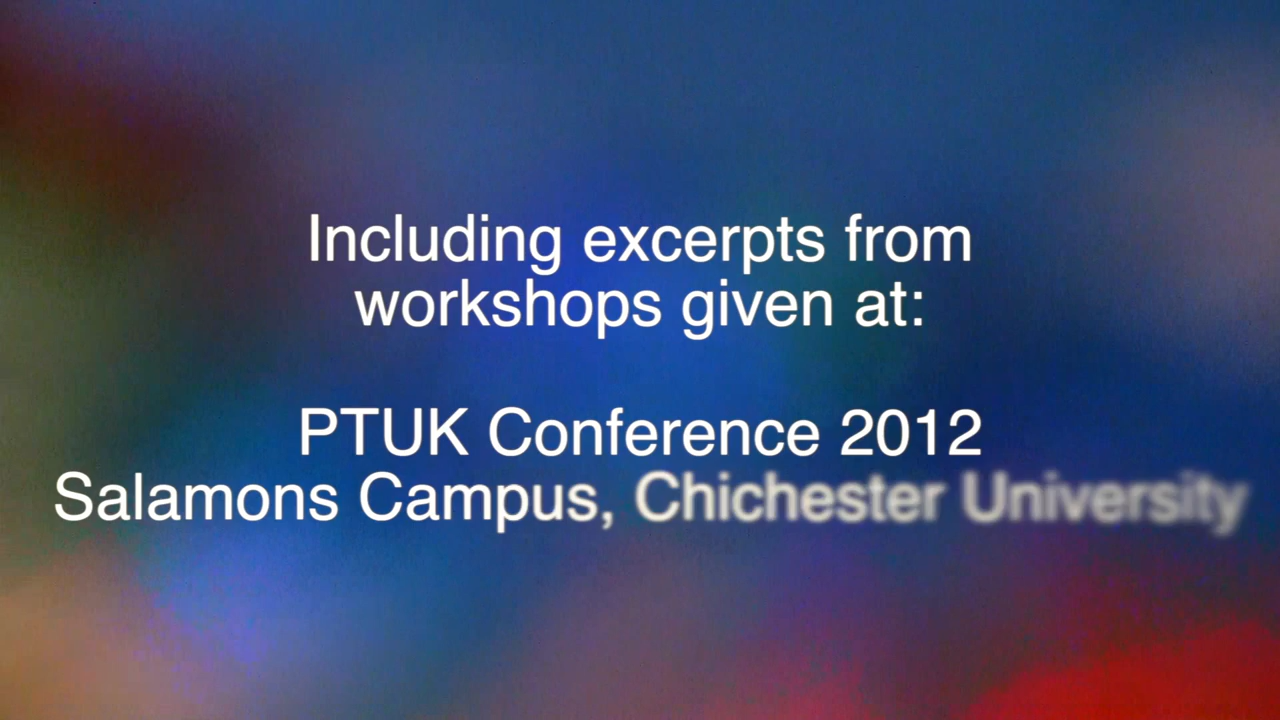 Including excerpts from
workshops given at:
PTUK Conference 2012
Salamons Campus, Chichester University